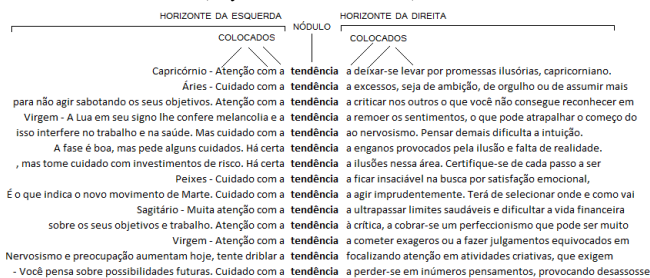 HORIZONTE DA ESQUERDA NÓDULO HORIZONTE DA DIREITA
COLOCADOS COLOCADOS
Capricórnio - Atenção com a tendência a deixar-se levar por promessas ilusórias, capricorniano.
Áries - Cuidado com a tendência a excessos, seja de ambição, de orgulho ou de assumir mais
para não agir sabotando os seus objetivos. Atenção com a tendência a criticar nos outros o que você não consegue reconhecer em
Virgem - A Lua em seu signo lhe confere melancolia e a tendência a remoer os sentimentos, o que pode atrapalhar o começo do
isso interfere no trabalho e na saúde. Mas cuidado com a tendência ao nervosismo. Pensar demais dificulta a intuição.
A fase é boa, mas pede alguns cuidados. Há certa tendência a enganos provocados pela ilusão e falta de realidade.
, mas tome cuidado com investimentos de risco. Há certa tendência a ilusões nessa área. Certifique-se de cada passo a ser
Peixes - Cuidado com a tendência a ficar insaciável na busca por satisfação emocional,
É o que indica o novo movimento de Marte. Cuidado com a tendência a agir imprudentemente. Terá de selecionar onde e como vai
Sagitário - Muita atenção com a tendência a ultrapassar limites saudáveis e dificultar a vida financeira
sobre os seus objetivos e trabalho. Atenção com a tendência à crítica, a cobrar-se um perfeccionismo que pode ser muito
Virgem - Atenção com a tendência a cometer exageros ou a fazer julgamentos equivocados em
Nervosismo e preocupação aumentam hoje, tente driblar a tendência focalizando atenção em atividades criativas, que exigem
- Você pensa sobre possibilidades futuras. Cuidado com a tendência a perder-se em inúmeros pensamentos, provocando desassosse